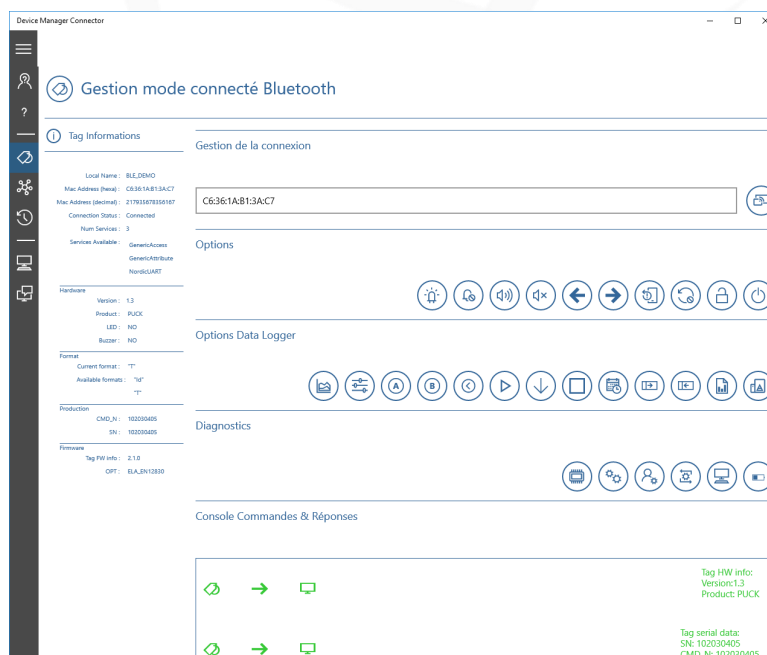 Device Manager Connector
Gestion mode connecté Bluetooth
Tag Informations
Local Name : BLE_DEMO
Mac Address (hexa) : C6:36:1A:B1:3A:C7
Mac Address (decimal) : 217935678356167
Connection Status : Connected
Num Services : 3
Services Available : GenericAccess
GenericAttribute
NordicUART
Hardware
Version : 1.3
Product : PUCK
LED : NO
Buzzer : NO
Format
Current format : "T"
Available formats : "Id"
"T"
Production
CMD_N : 102030405
SN : 102030405
Firmware
Tag FW info : 2.1.0
OPT : ELA_EN12830
Gestion de la connexion
C6:36:1A:B1:3A:C7
Options
Options Data Logger
A
B
Diagnostics
Console Commandes & Réponses
Tag HW info:
Version:1.3
Product: PUCK
Tag serial data:
SN: 102030405
CMD_N: 102030405